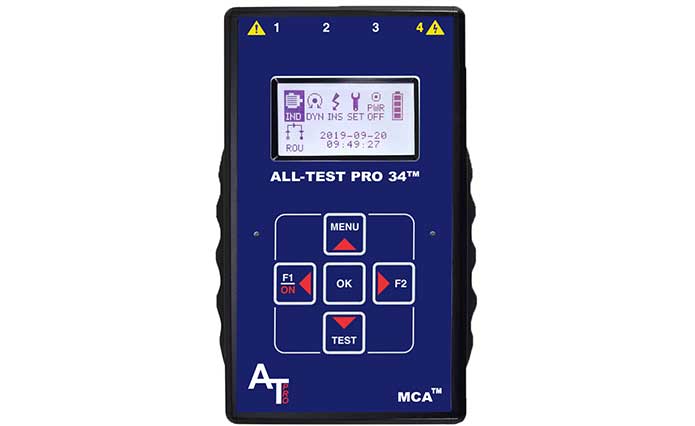 1 2 3 4
IND DYN INS SET PWR OFF
ROU
2019-09-20
09:49:27
ALL-TEST PRO 34™
MENU
F1
ON
OK
F2
TEST
AT PRO
MCA™